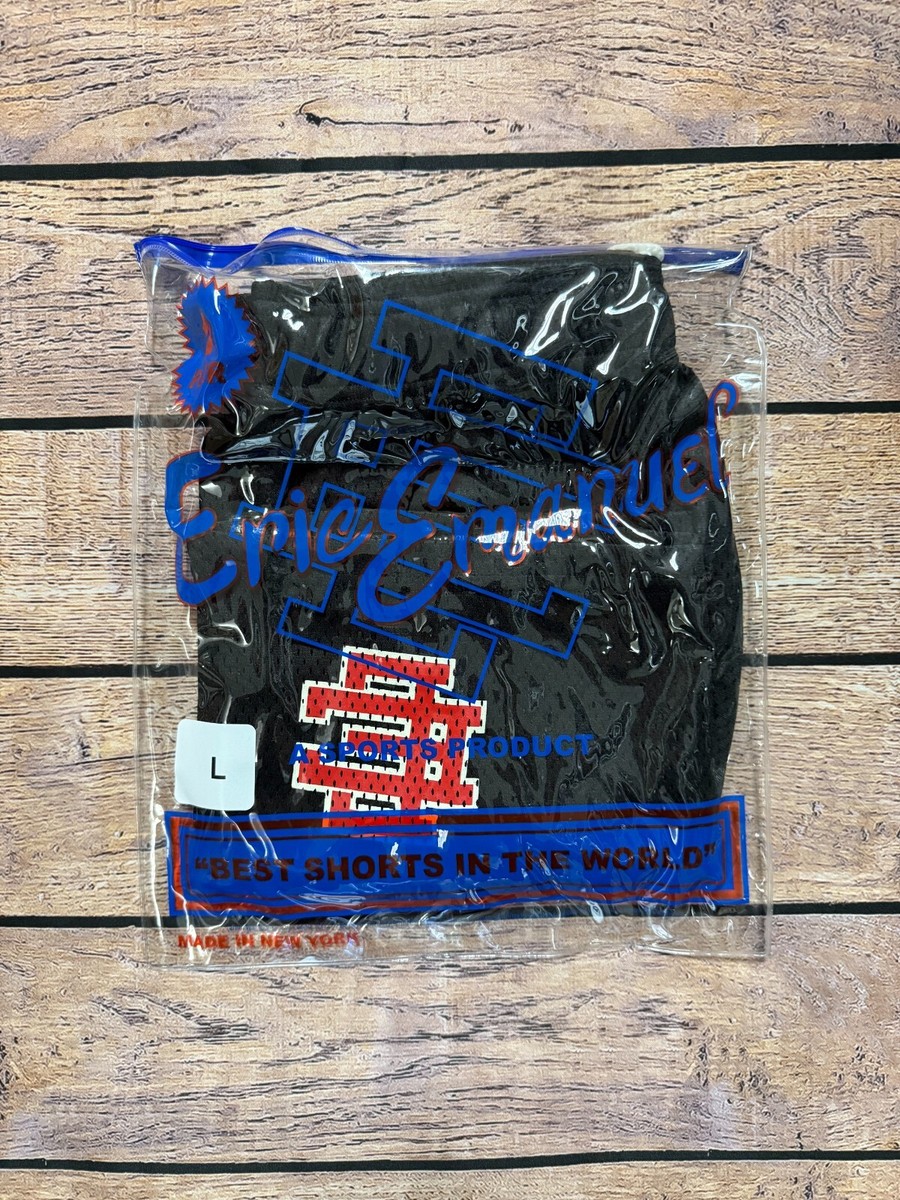 Eric Emanuel
A SPORTS PRODUCT
L
"BEST SHORTS IN THE WORLD"
MADE IN NEW YORK